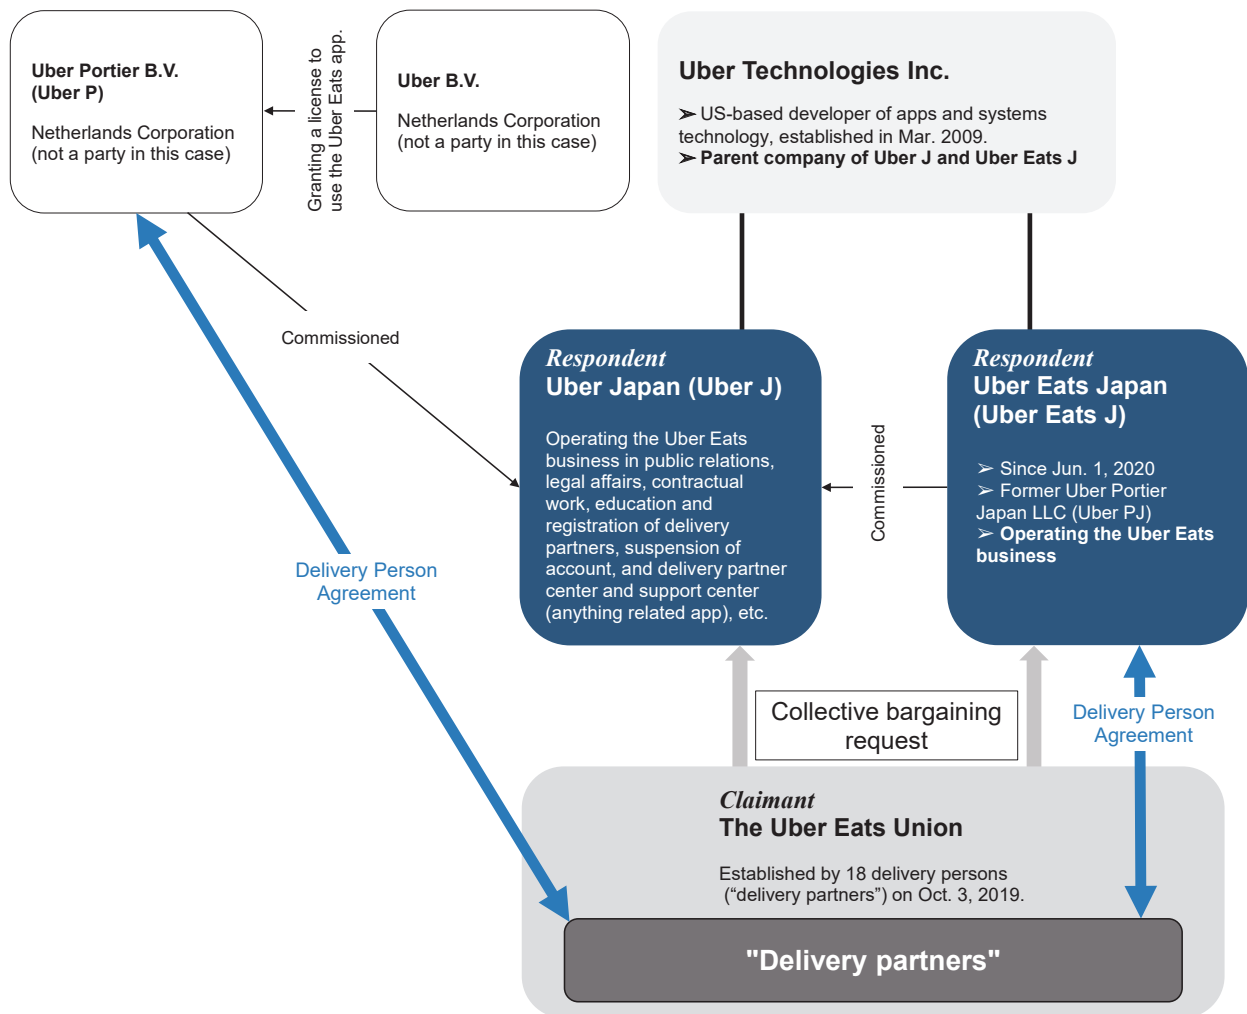 Uber Portier B.V.
(Uber P)
Netherlands Corporation
(not a party in this case)
Granting a license to
use the Uber Eats app.
Uber B.V.
Netherlands Corporation
(not a party in this case)
Uber Technologies Inc.
➢ US-based developer of apps and systems
technology, established in Mar. 2009.
➢ Parent company of Uber J and Uber Eats J
Commissioned
Respondent
Uber Japan (Uber J)
Operating the Uber Eats
business in public relations,
legal affairs, contractual
work, education and
registration of delivery
partners, suspension of
account, and delivery partner
center and support center
(anything related app), etc.
Commissioned
Respondent
Uber Eats Japan
(Uber Eats J)
➢ Since Jun. 1, 2020
➢ Former Uber Portier
Japan LLC (Uber PJ)
➢ Operating the Uber Eats
business
Delivery Person
Agreement
Collective bargaining
request
Delivery Person
Agreement
Claimant
The Uber Eats Union
Established by 18 delivery persons
(“delivery partners”) on Oct. 3, 2019.
"Delivery partners"